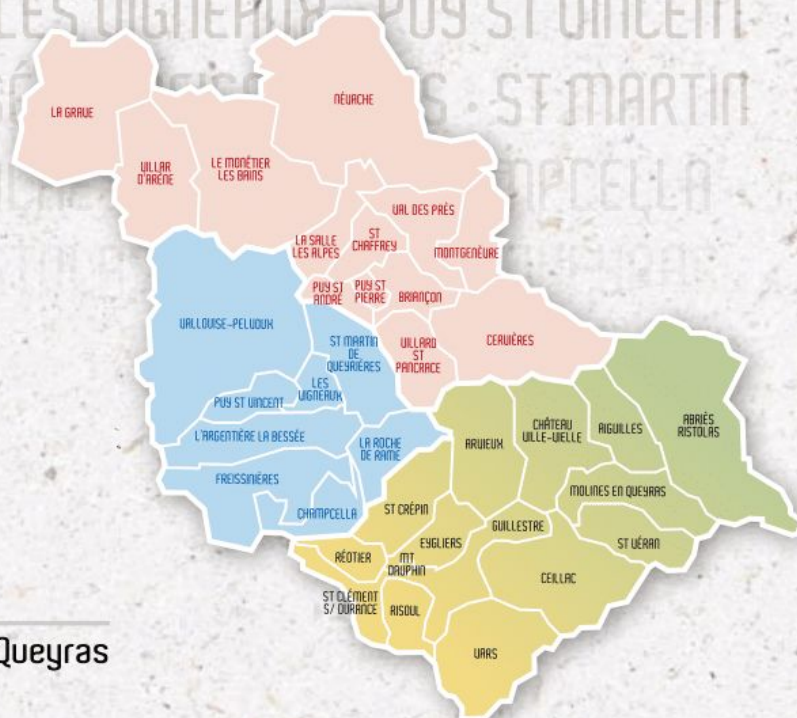 LES VIGNEAUX · PUY ST VINCENT
· ST MARTIN
LA GRAVE
VILLAR
D'ARÈNE
LE MONÊTIER
LES BAINS
NÉVACHE
VAL DES PRÈS
LA SALLE
LES ALPES
ST
CHAFFREY
MONTGENÈVRE
PUY ST
ANDRÉ
PUY ST
PIERRE
BRIANÇON
VILLARD
ST
PANCRACE
CERVIÈRES
VALLOUISE-PELVOUX
ST MARTIN
DE
QUEYRIÈRES
LES
VIGNEAUX
PUY ST VINCENT
L'ARGENTIÈRE LA BESSÉE
LA ROCHE
DE RAME
FREISSINIÈRES
CHAMPCELLA
ARVIEUX
CHÂTEAU
VILLE-VIELLE
AIGUILLES
ABRIÈS
RISTOLAS
MOLINES EN QUEYRAS
ST CRÉPIN
GUILLESTRE
ST VÉRAN
EYGLIERS
RÉOTIER
MT
DAUPHIN
CEILLAC
ST CLÉMENT
S/ DURANCE
RISOUL
VARS
Queyras